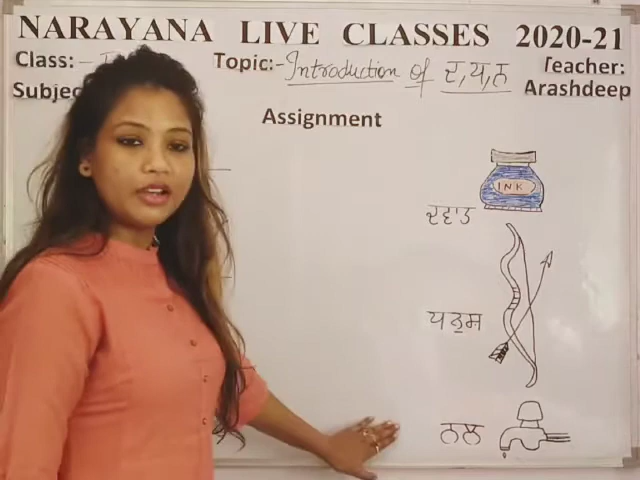 NARAYANA LIVE CLASSES 2020-21
Class:-
Topic:- Introduction of ਦ,ਧ,ਨ
Teacher:
Arashdeep
Assignment
INK
ਦਵਾਤ
ਧਨੁਸ਼
ਨਲ